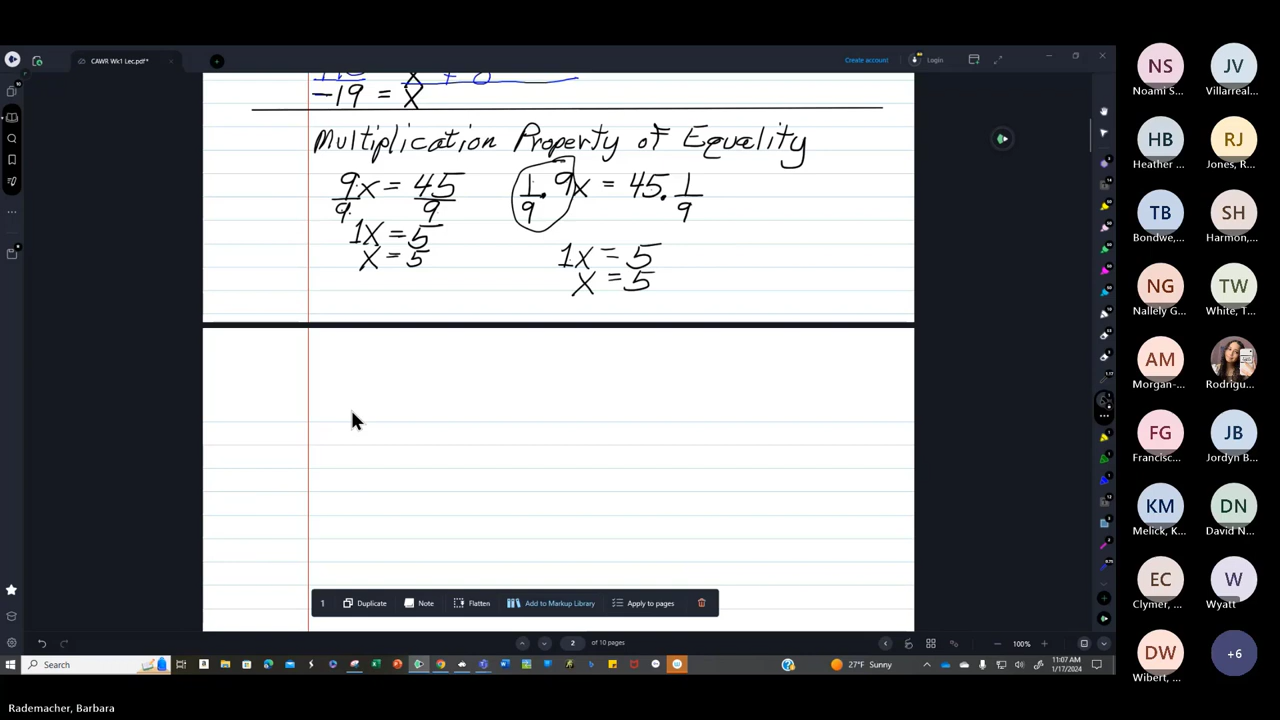 CAWR Wk1 Lec.pdf*
Create account
Login
-19 = x
Multiplication Property of Equality
9x = 45
9 9
1x = 5
x = 5
1/9 · 9x = 45 · 1/9
1x = 5
x = 5
1 Duplicate Note Flatten Add to Markup Library Apply to pages
2 of 10 pages
100%
Search
27°F Sunny
11:07 AM
1/17/2024
NS JV
Noami S... Villarreal...
HB RJ
Heather ... Jones, R...
TB SH
Bondwe,... Harmon,...
NG TW
Nallely G... White, T...
AM
Morgan-... Rodrigu...
FG JB
Francisc... Jordyn B...
KM DN
Melick, K... David N...
EC W
Clymer, ... Wyatt
DW +6
Wibert, ...
Rademacher, Barbara